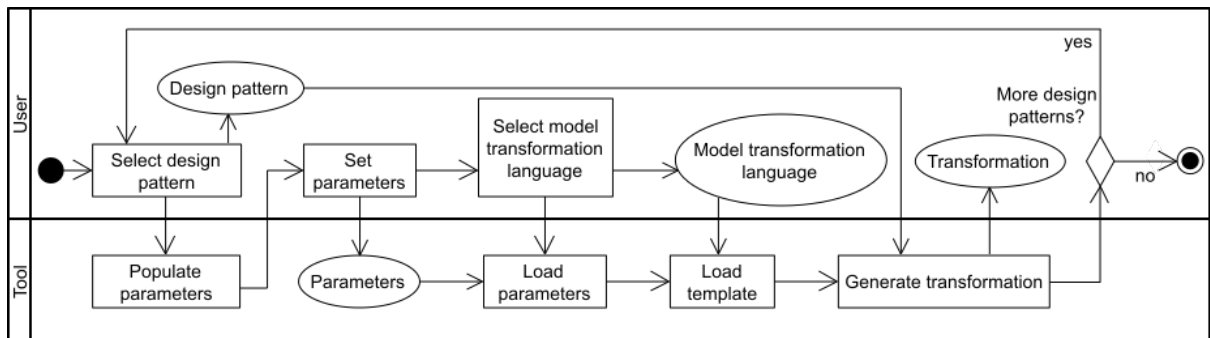 User
yes
Design pattern
More design
patterns?
Select design
pattern
Set
parameters
Select model
transformation
language
Model transformation
language
Transformation
no
Tool
Populate
parameters
Parameters
Load
parameters
Load
template
Generate transformation